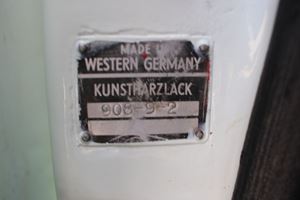 MADE IN
WESTERN GERMANY
KUNSTHARZLACK
908-9-2